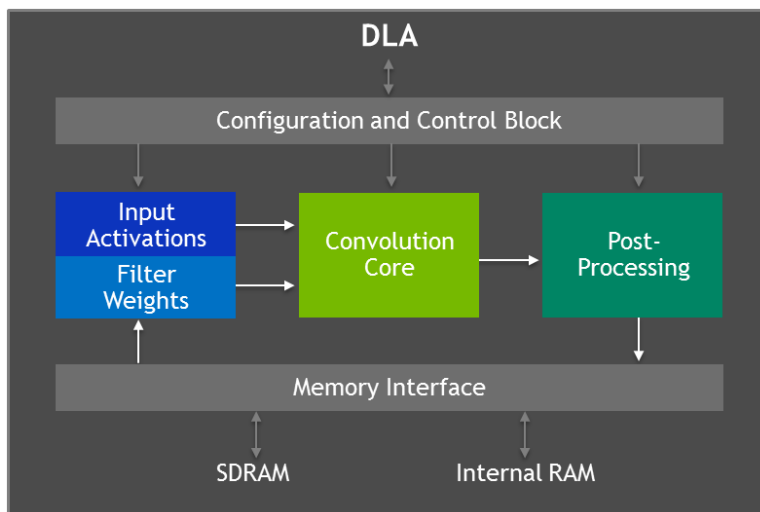 DLA
Configuration and Control Block
Input
Activations
Filter
Weights
Convolution
Core
Post-
Processing
Memory Interface
SDRAM
Internal RAM